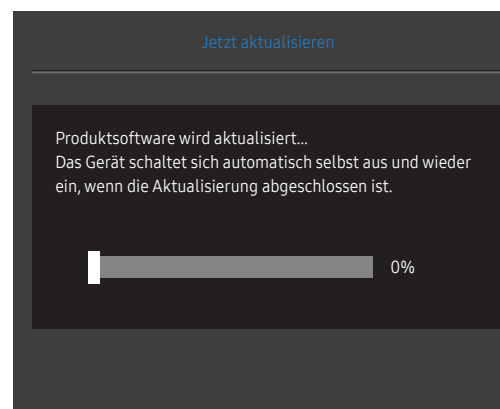 Jetzt aktualisieren
Produktsoftware wird aktualisiert...
Das Gerät schaltet sich automatisch selbst aus und wieder
ein, wenn die Aktualisierung abgeschlossen ist.
0%